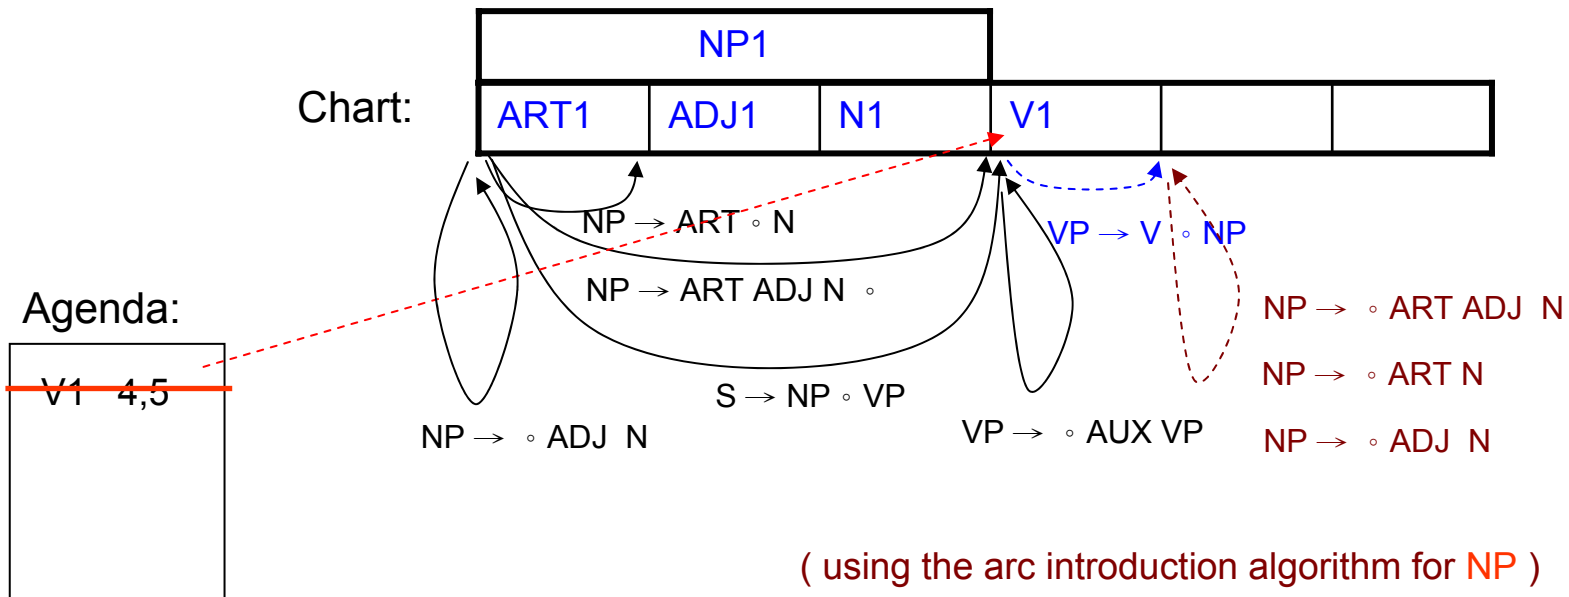 NP1
Chart:
ART1 ADJ1 N1 V1
NP → ART ◦ N
VP → V ◦ NP
NP → ART ADJ N ◦
Agenda:
NP → ◦ ART ADJ N
V1 4,5
S → NP ◦ VP
NP → ◦ ART N
NP → ◦ ADJ N
VP → ◦ AUX VP
NP → ◦ ADJ N
( using the arc introduction algorithm for NP )